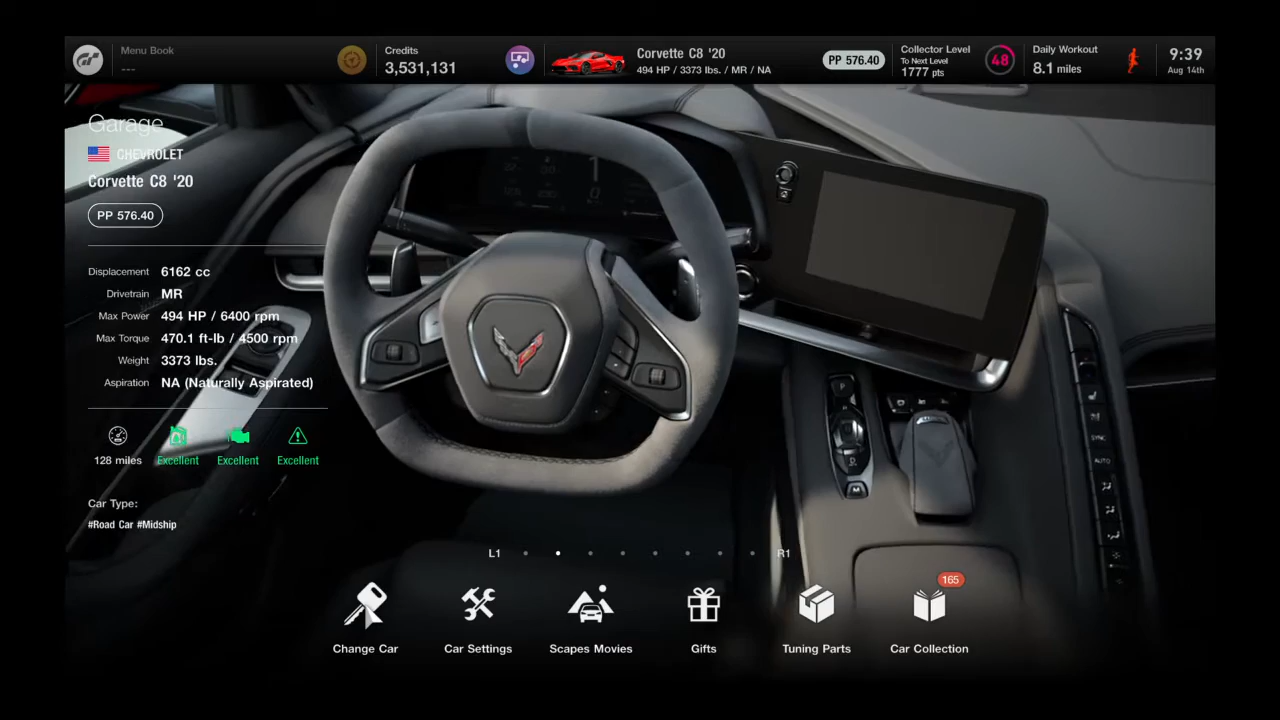 Menu Book
---
Credits
3,531,131
Corvette C8 '20
494 HP / 3373 lbs. / MR / NA
PP 576.40
Collector Level
To Next Level
1777 pts
48
Daily Workout
8.1 miles
9:39
Aug 14th
Garage
CHEVROLET
Corvette C8 '20
PP 576.40
Displacement 6162 cc
Drivetrain MR
Max Power 494 HP / 6400 rpm
Max Torque 470.1 ft-lb / 4500 rpm
Weight 3373 lbs.
Aspiration NA (Naturally Aspirated)
128 miles Excellent Excellent Excellent
Car Type:
#Road Car #Midship
P
D
M
SYNC
AUTO
L1 R1
165
Change Car Car Settings Scapes Movies Gifts Tuning Parts Car Collection